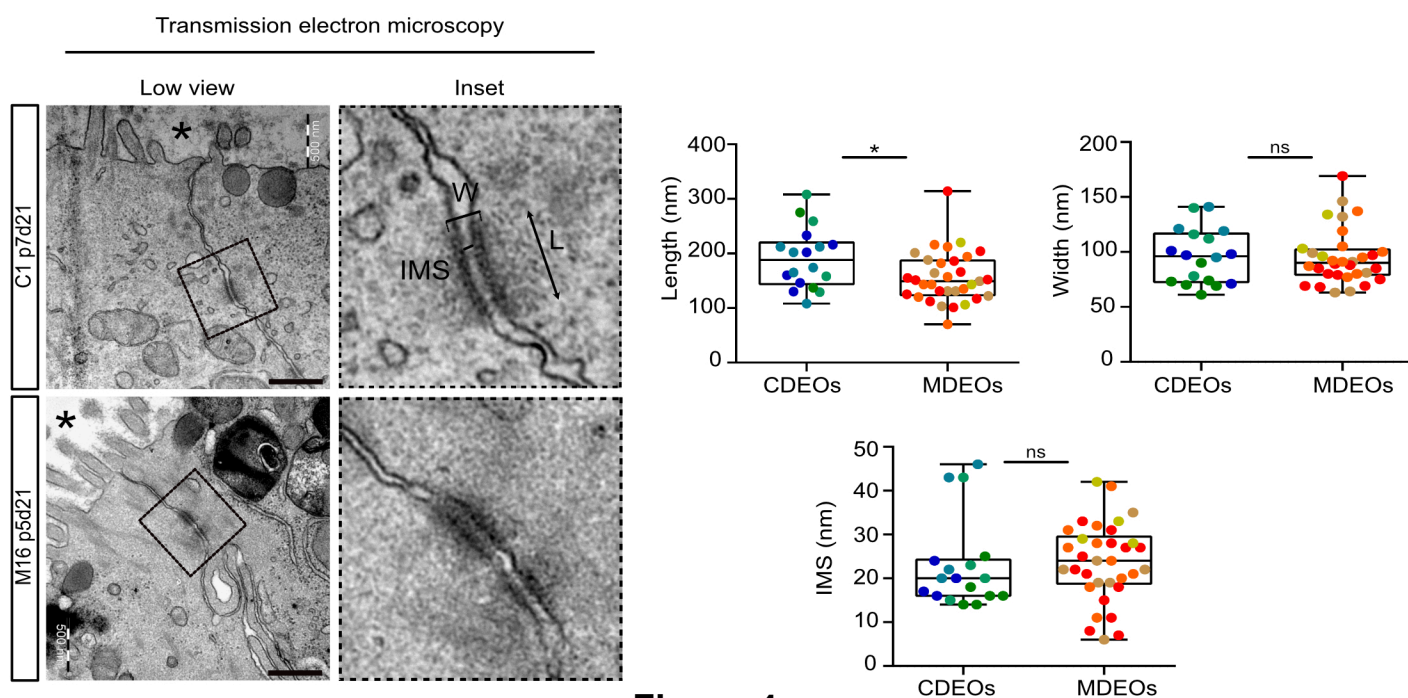 Transmission electron microscopy
Low view
Inset
C1 p7d21
*
500 nm
W
L
IMS
M16 p5d21
*
500 nm
Length (nm)
400
300
200
100
0
*
CDEOs
MDEOs
Width (nm)
200
150
100
50
0
ns
CDEOs
MDEOs
IMS (nm)
50
40
30
20
10
0
ns
CDEOs
MDEOs